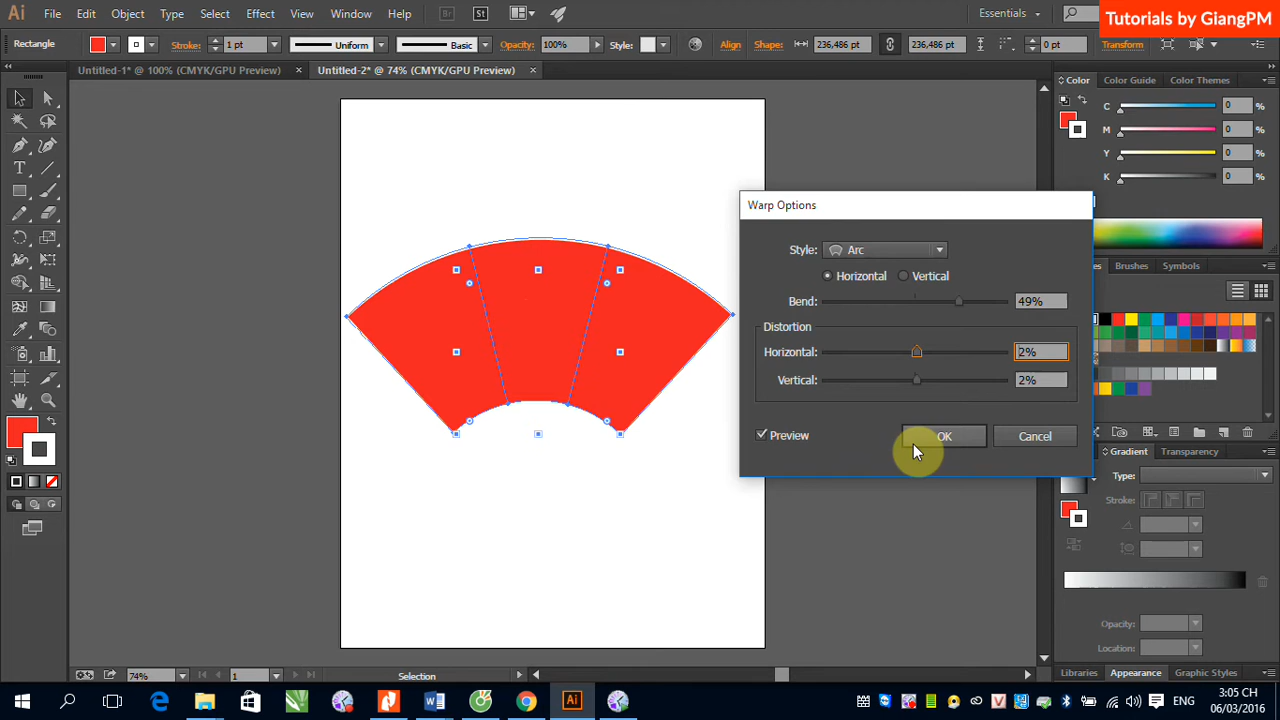 Ai File Edit Object Type Select Effect View Window Help Br St Essentials
Tutorials by GiangPM
Rectangle Stroke: 1 pt Uniform Basic Opacity: 100% Style: Align Shape: 236,486 pt 236,486 pt 0 pt Transform
Untitled-1* @ 100% (CMYK/GPU Preview) × Untitled-2* @ 74% (CMYK/GPU Preview) ×
Color Color Guide Color Themes
C 0 %
M 0 %
Y 0 %
K 0 %
Brushes Symbols
Warp Options
Style: Arc
Horizontal Vertical
Bend: 49%
Distortion
Horizontal: 2%
Vertical: 2%
Preview OK Cancel
Gradient Transparency
Type:
Stroke:
Opacity:
Location:
Libraries Appearance Graphic Styles
74% 1 Selection
ENG 3:05 CH
06/03/2016